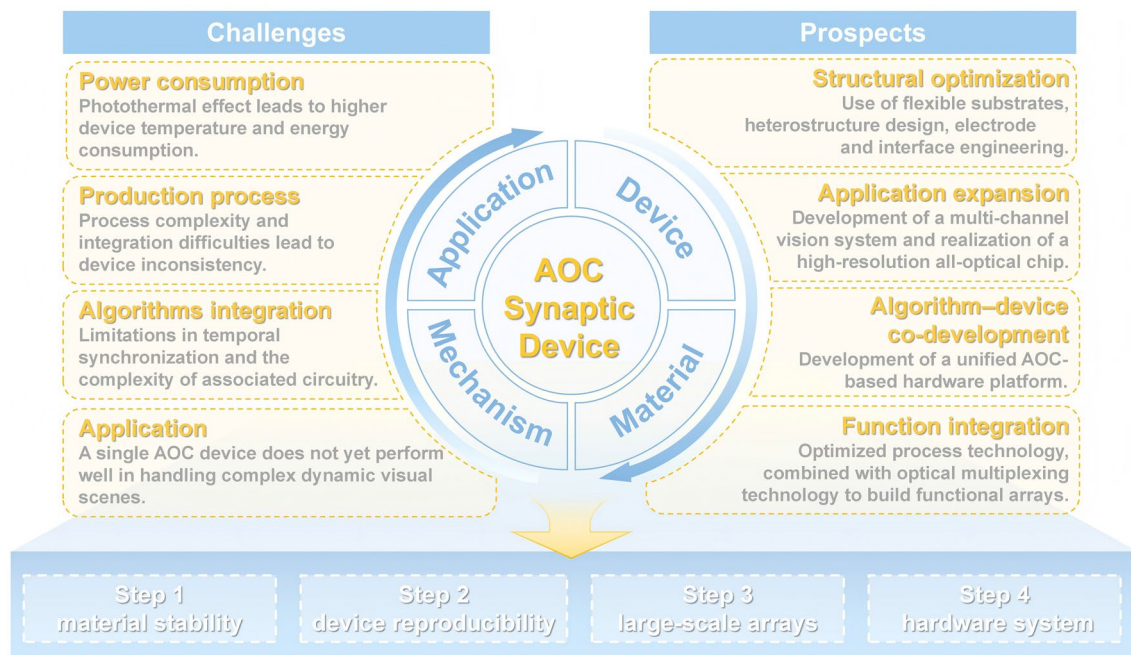 Challenges
Power consumption
Photothermal effect leads to higher
device temperature and energy
consumption.
Production process
Process complexity and
integration difficulties lead to
device inconsistency.
Algorithms integration
Limitations in temporal
synchronization and the
complexity of associated circuitry.
Application
A single AOC device does not yet perform
well in handling complex dynamic visual
scenes.
Application
Device
Mechanism
Material
AOC
Synaptic
Device
Prospects
Structural optimization
Use of flexible substrates,
heterostructure design, electrode
and interface engineering.
Application expansion
Development of a multi-channel
vision system and realization of a
high-resolution all-optical chip.
Algorithm–device
co-development
Development of a unified AOC-
based hardware platform.
Function integration
Optimized process technology,
combined with optical multiplexing
technology to build functional arrays.
Step 1
material stability
Step 2
device reproducibility
Step 3
large-scale arrays
Step 4
hardware system